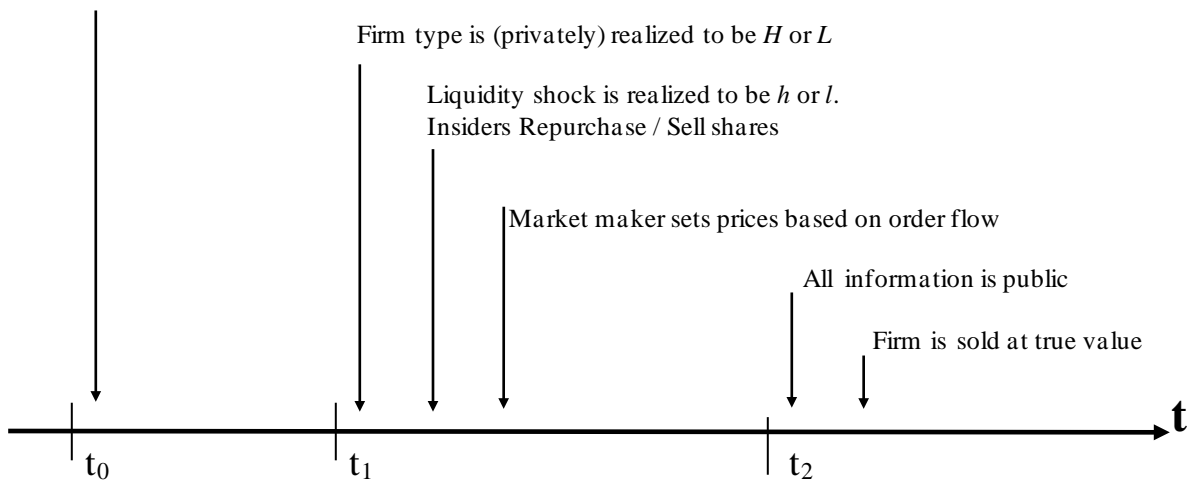 Firm type is (privately) realized to be H or L
Liquidity shock is realized to be h or l.
Insiders Repurchase / Sell shares
Market maker sets prices based on order flow
All information is public
Firm is sold at true value
t
t₀
t₁
t₂